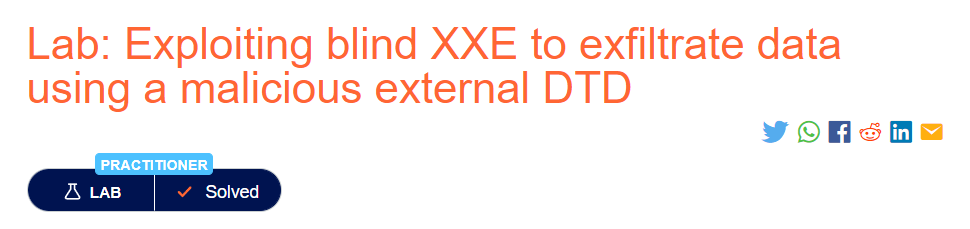 Lab: Exploiting blind XXE to exfiltrate data
using a malicious external DTD
PRACTITIONER
LAB Solved